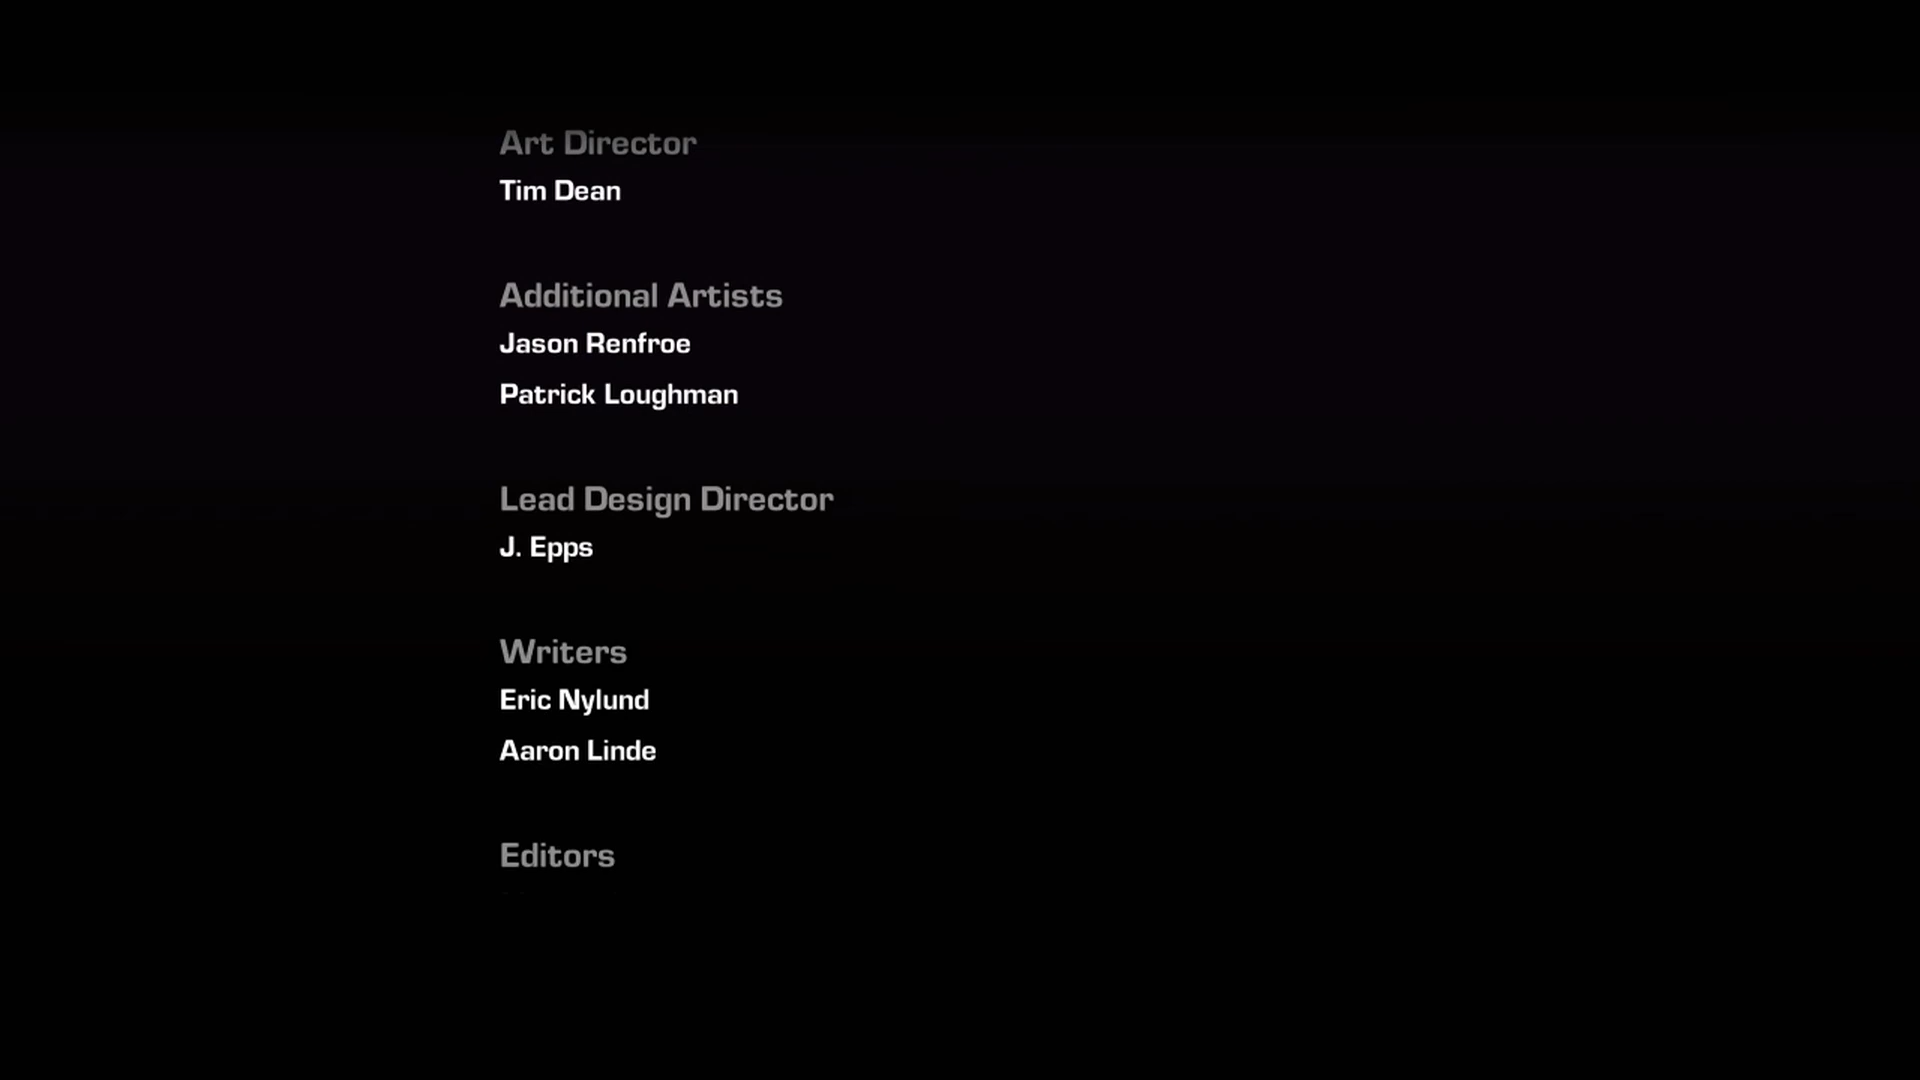 Art Director
Tim Dean
Additional Artists
Jason Renfroe
Patrick Loughman
Lead Design Director
J. Epps
Writers
Eric Nylund
Aaron Linde
Editors